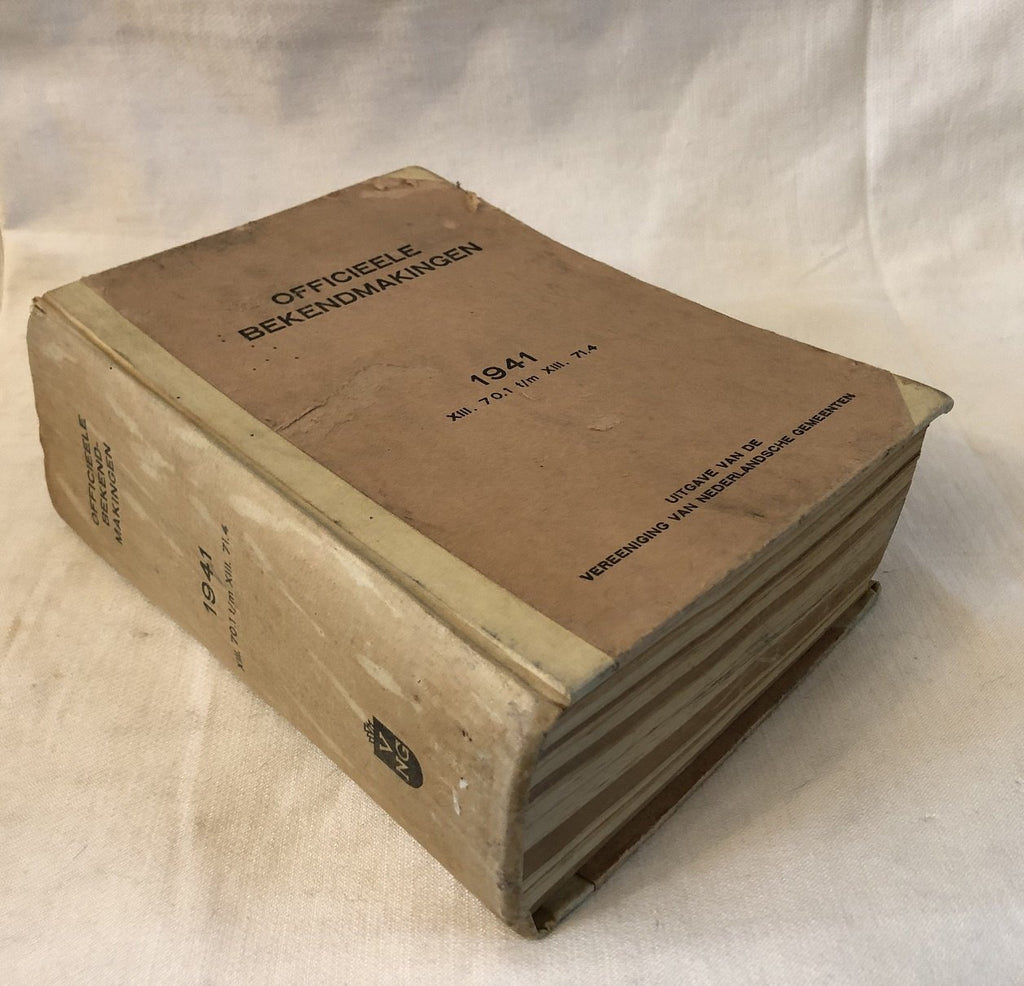 OFFICIEELE
BEKENDMAKINGEN
1941
XIII. 70.1 t/m XIII. 71.4
UITGAVE VAN DE
VEREENIGING VAN NEDERLANDSCHE GEMEENTEN
OFFICIEELE
BEKEND-
MAKINGEN
1941
XIII. 70.1 t/m XIII. 71.4
V
NG